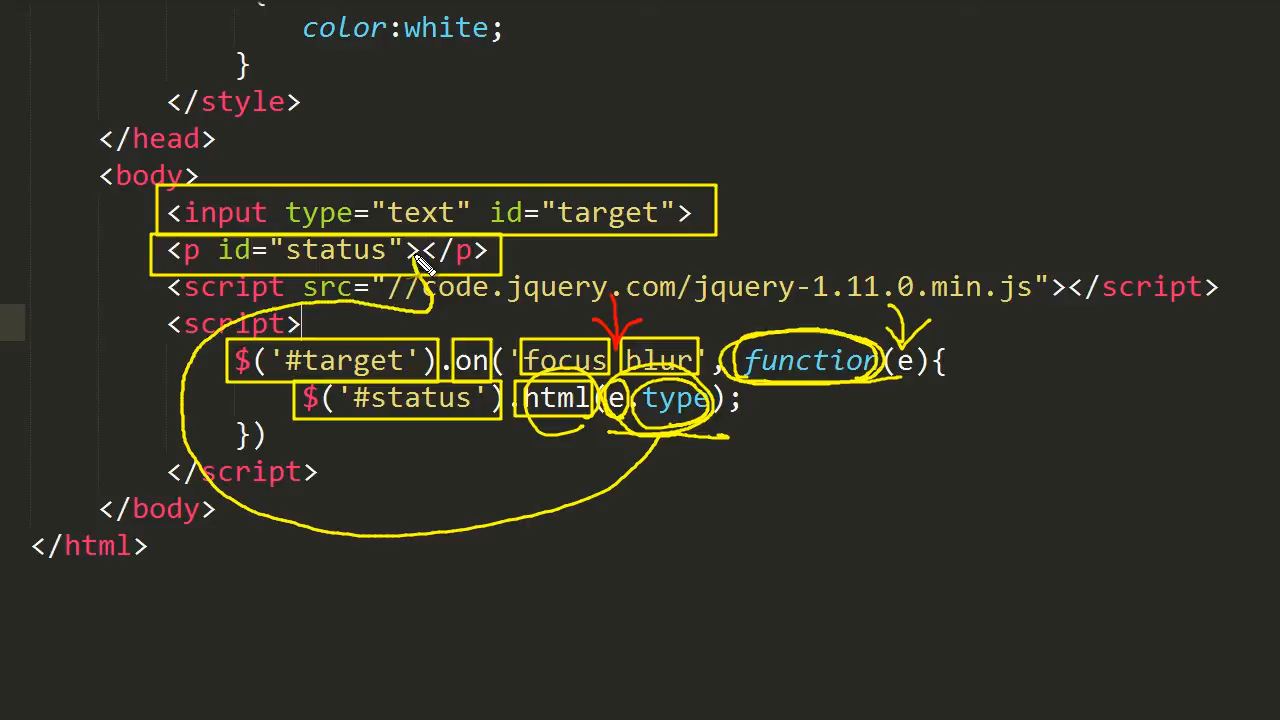 {
color:white;
}
</style>
</head>
<body>
<input type="text" id="target">
<p id="status"></p>
<script src="//code.jquery.com/jquery-1.11.0.min.js"></script>
<script>
$('#target').on('focus blur', function(e){
$('#status').html(e.type);
})
</script>
</body>
</html>